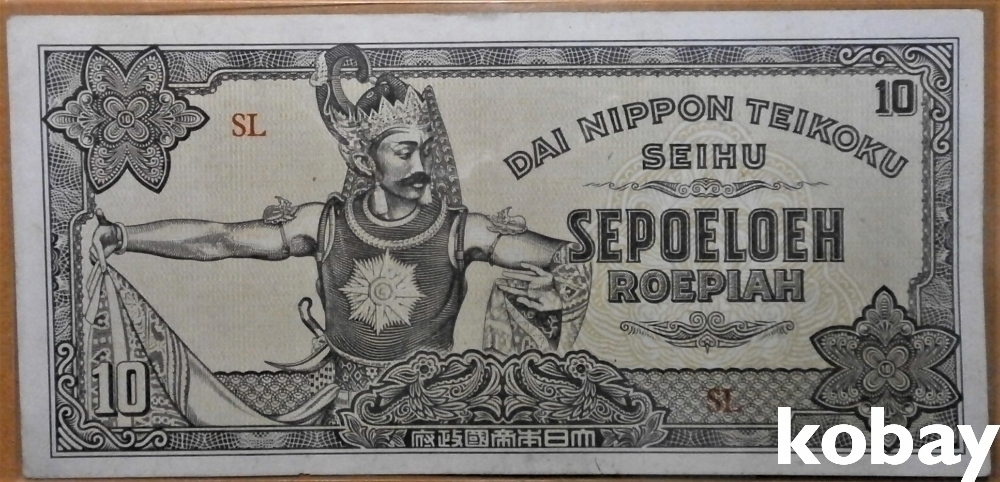 10
SL
DAI NIPPON TEIKOKU
SEIHU
SEPOELOEH
ROEPIAH
10
SL
府政國帝本日大
kobay